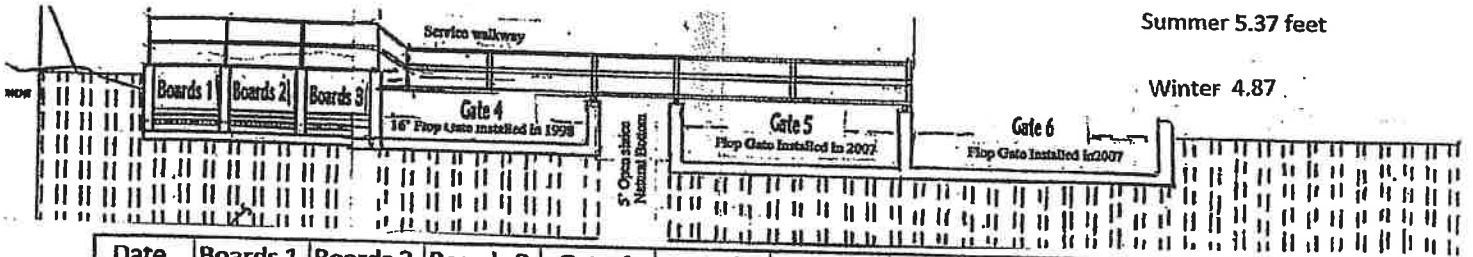 Summer 5.37 feet
Service walkway
Winter 4.87
Boards 1 Boards 2 Boards 3
Gate 4
16' Flop Gate installed in 1998
5' Open sluice
Natural Bottom
Gate 5
Flop Gate Installed in 2007
Gate 6
Flop Gate Installed in2007
Date Boards 1 Boards 2 Boards 3